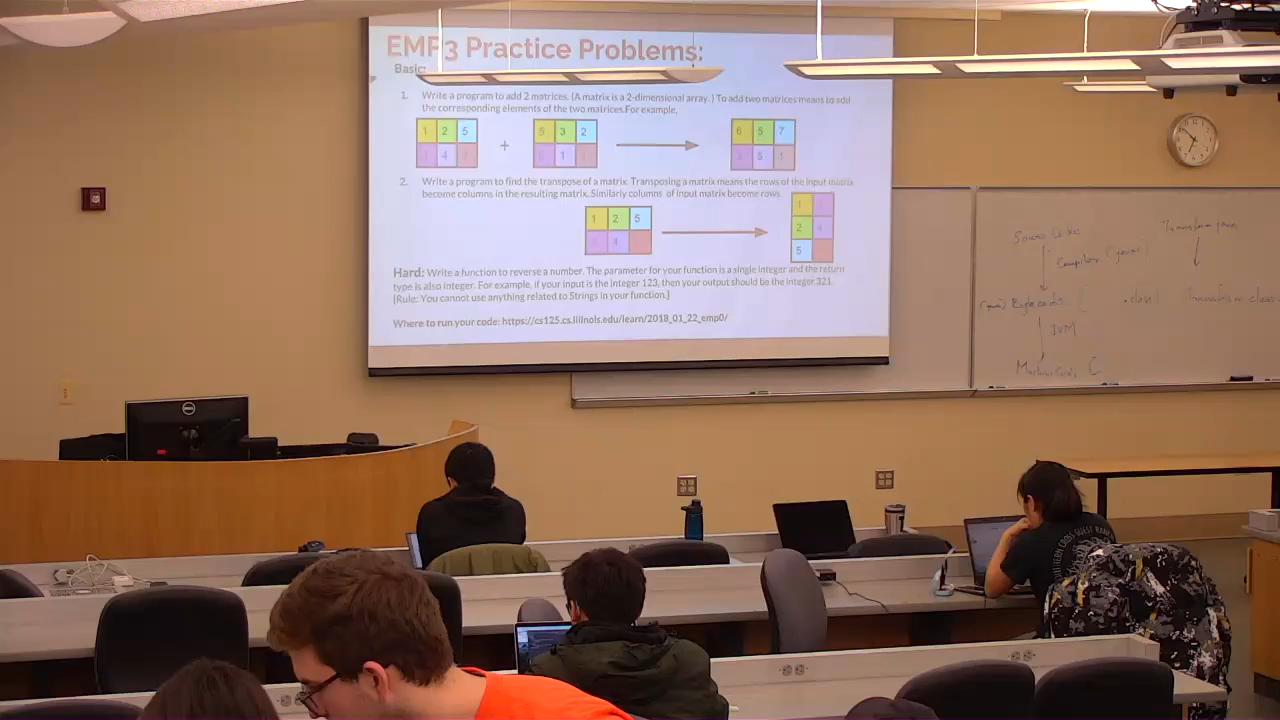 EMP3 Practice Problems:
Basic:
1. Write a program to add 2 matrices. (A matrix is a 2-dimensional array.) To add two matrices means to add
the corresponding elements of the two matrices.For example,
1 2 5
4
+
5 3 2
1
6 5 7
5 1
2. Write a program to find the transpose of a matrix. Transposing a matrix means the rows of the input matrix
become columns in the resulting matrix. Similarly columns of input matrix become rows.
1 2 5
4
1
2 4
5
Hard: Write a function to reverse a number. The parameter for your function is a single integer and the return
type is also integer. For example, if your input is the integer 123, then your output should be the integer 321.
[Rule: You cannot use anything related to Strings in your function.]
Where to run your code: https://cs125.cs.illinois.edu/learn/2018_01_22_emp0/
Source Code
Compiler (javac)
.class)
JVM
Transform class
DELL